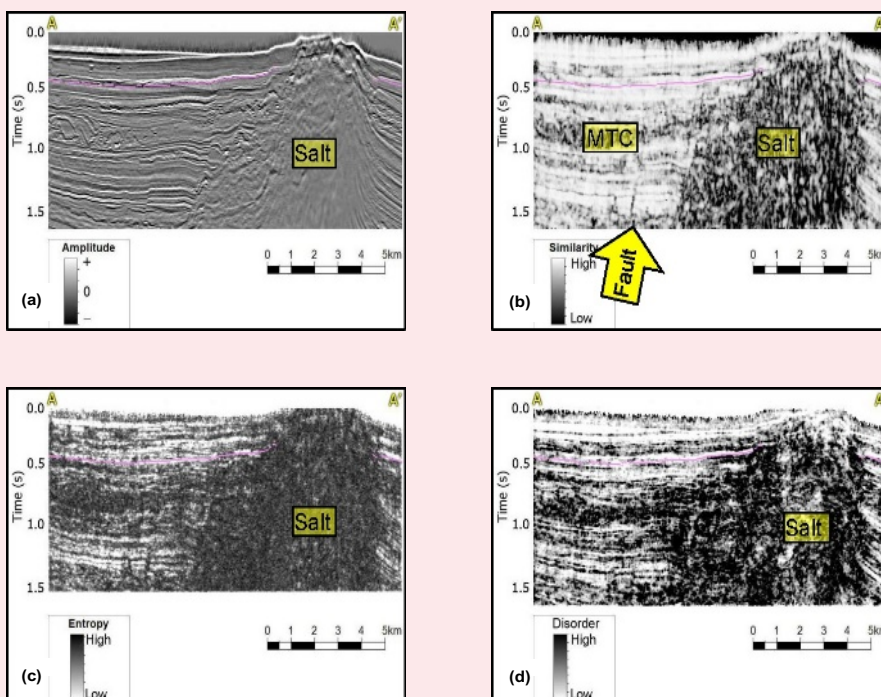 A A'
0.0
0.5
1.0
1.5
Time (s)
Salt
Amplitude
+
0
–
0 1 2 3 4 5km
(a)
A A
0.0
0.5
1.0
1.5
Time (s)
MTC
Salt
Fault
Similarity
High
Low
0 1 2 3 4 5km
(b)
A A'
0.0
0.5
1.0
1.5
Time (s)
Salt
Entropy
High
Low
0 1 2 3 4 5km
(c)
A A
0.0
0.5
1.0
1.5
Time (s)
Salt
Disorder
High
Low
0 1 2 3 4 5km
(d)